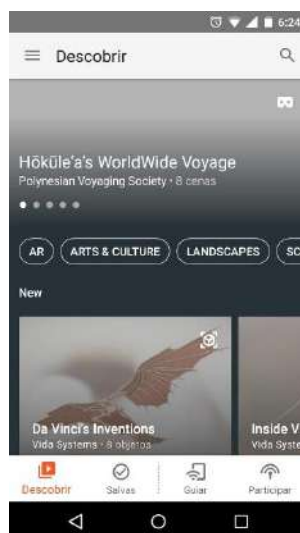 6:24
Descobrir
Hōkūle'a's WorldWide Voyage
Polynesian Voyaging Society • 8 cenas
AR
ARTS & CULTURE
LANDSCAPES
SC
New
Da Vinci's Inventions
Vida Systems • 8 objetos
Inside V
Vida Syste
Descobrir
Salvas
Guiar
Participar